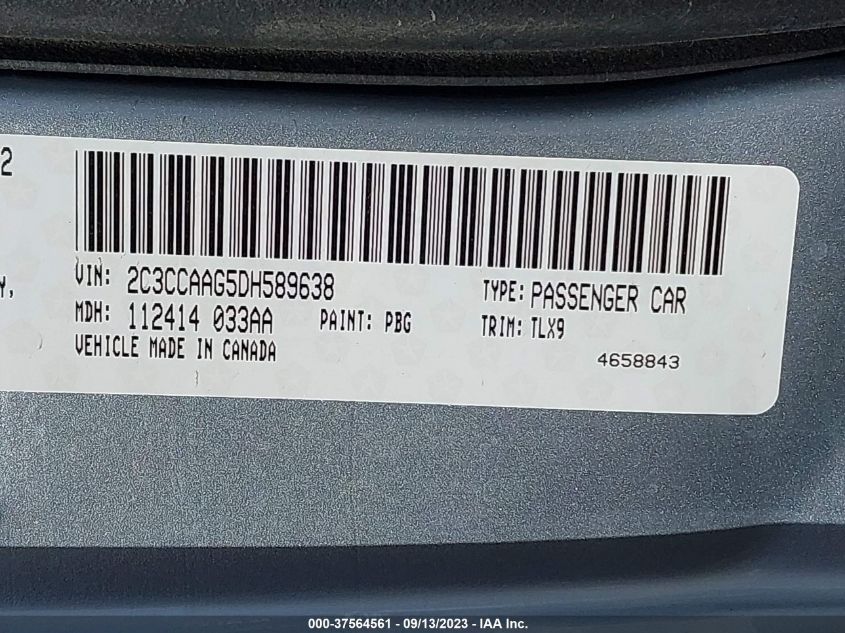 2
Y,
VIN: 2C3CCAAG5DH589638
TYPE: PASSENGER CAR
MDH: 112414 033AA
PAINT: PBG
TRIM: TLX9
VEHICLE MADE IN CANADA
4658843
000-37564561 - 09/13/2023 - IAA Inc.